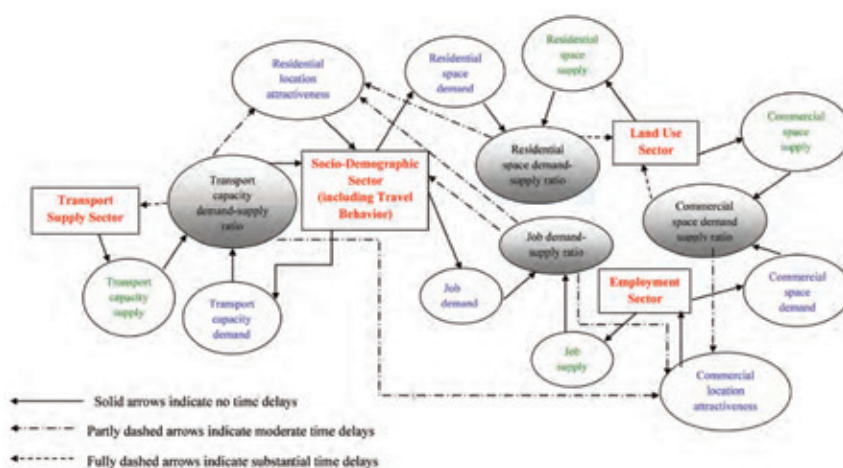 Residential
location
attractiveness
Residential
space
demand
Residential
space
supply
Commercial
space
supply
Land Use
Sector
Residential
space demand-
supply ratio
Socio-Demographic
Sector
(including Travel
Behavior)
Transport
capacity
demand-supply
ratio
Transport
Supply Sector
Commercial
space demand
supply ratio
Job demand-
supply ratio
Transport
capacity
supply
Transport
capacity
demand
Job
demand
Employment
Sector
Commercial
space
demand
Job
supply
Commercial
location
attractiveness
Solid arrows indicate no time delays
Partly dashed arrows indicate moderate time delays
Fully dashed arrows indicate substantial time delays